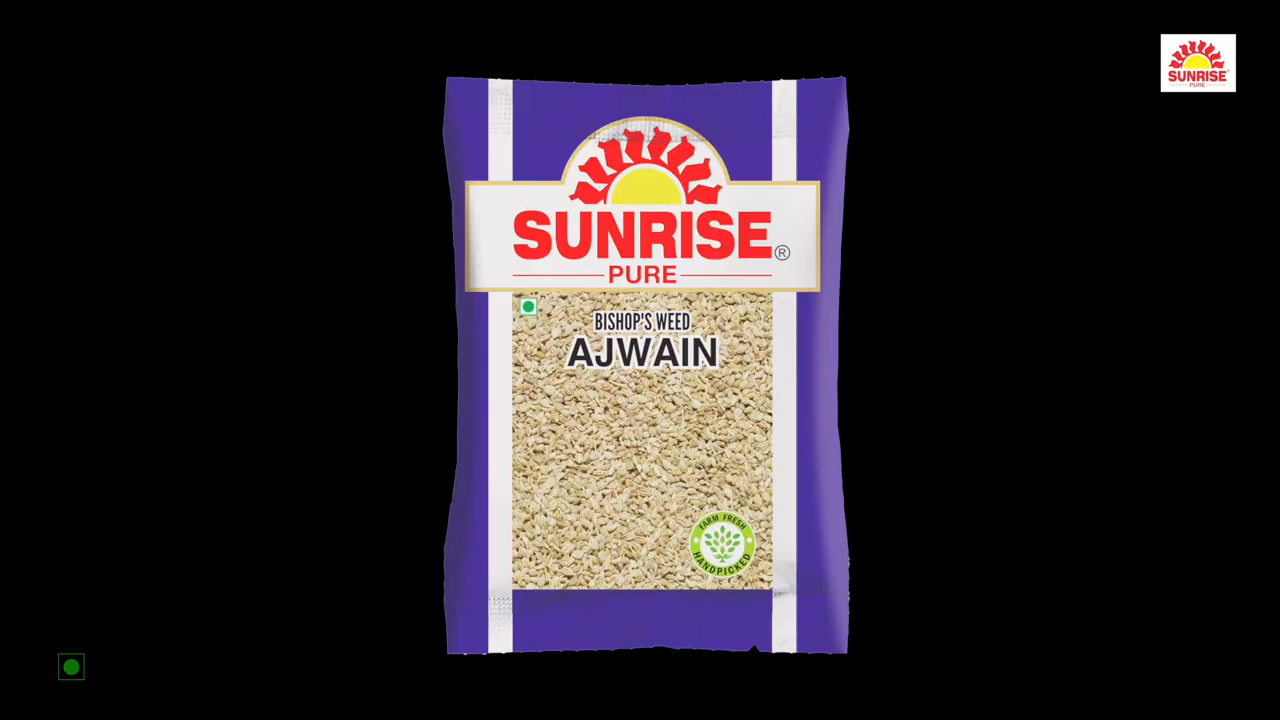 SUNRISE
PURE
SUNRISE®
PURE
BISHOP'S WEED
AJWAIN
FARM FRESH
HANDPICKED